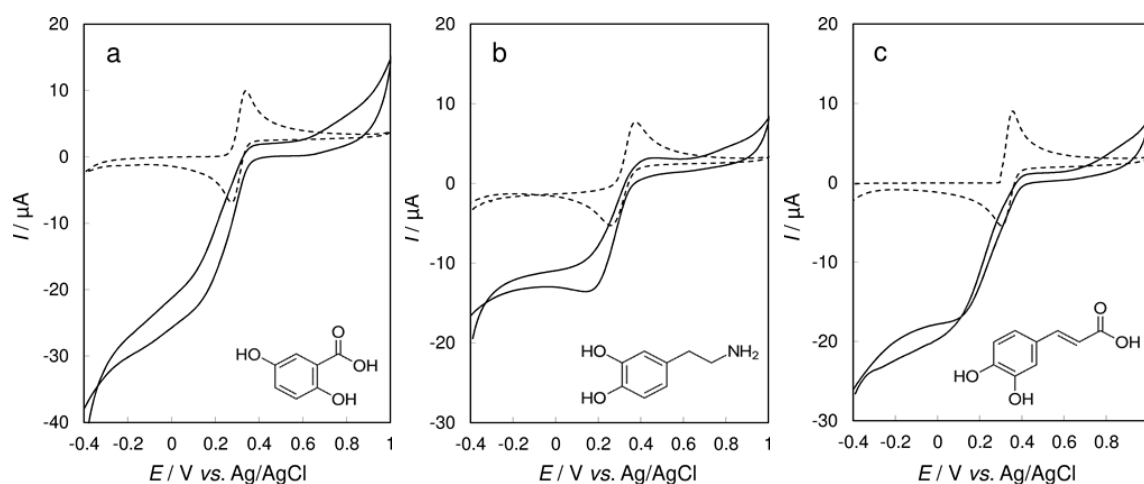 a
20
10
0
-10
-20
-30
-40
I / µA
-0.4 -0.2 0 0.2 0.4 0.6 0.8 1
E / V vs. Ag/AgCl
HO
O
OH
OH
b
20
10
0
-10
-20
-30
I / µA
-0.4 -0.2 0 0.2 0.4 0.6 0.8 1
E / V vs. Ag/AgCl
HO
HO
NH2
c
20
10
0
-10
-20
-30
I / µA
-0.4 -0.2 0 0.2 0.4 0.6 0.8
E / V vs. Ag/AgCl
O
OH
HO
OH